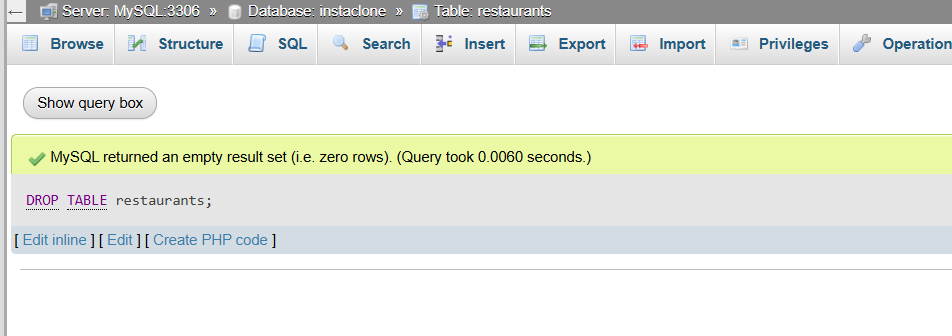 Server: MySQL:3306 » Database: instaclone » Table: restaurants
Browse Structure SQL Search Insert Export Import Privileges Operation
Show query box
MySQL returned an empty result set (i.e. zero rows). (Query took 0.0060 seconds.)
DROP TABLE restaurants;
[ Edit inline ] [ Edit ] [ Create PHP code ]